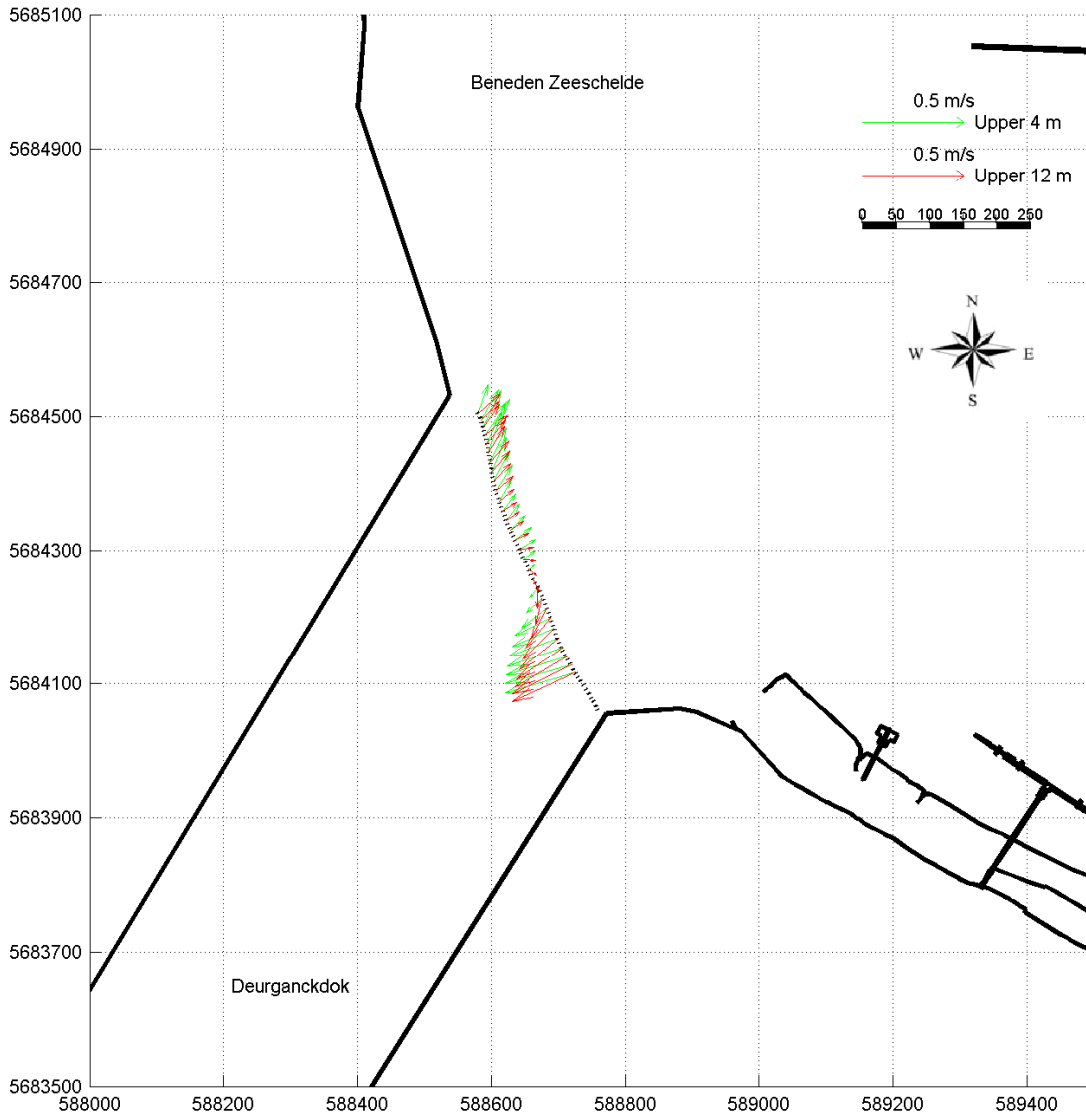 5685100
Beneden Zeeschelde
0.5 m/s
Upper 4 m
5684900
0.5 m/s
Upper 12 m
0 50 100 150 200 250
5684700
N
W E
S
5684500
5684300
5684100
5683900
5683700
Deurganckdok
5683500
588000 588200 588400 588600 588800 589000 589200 589400